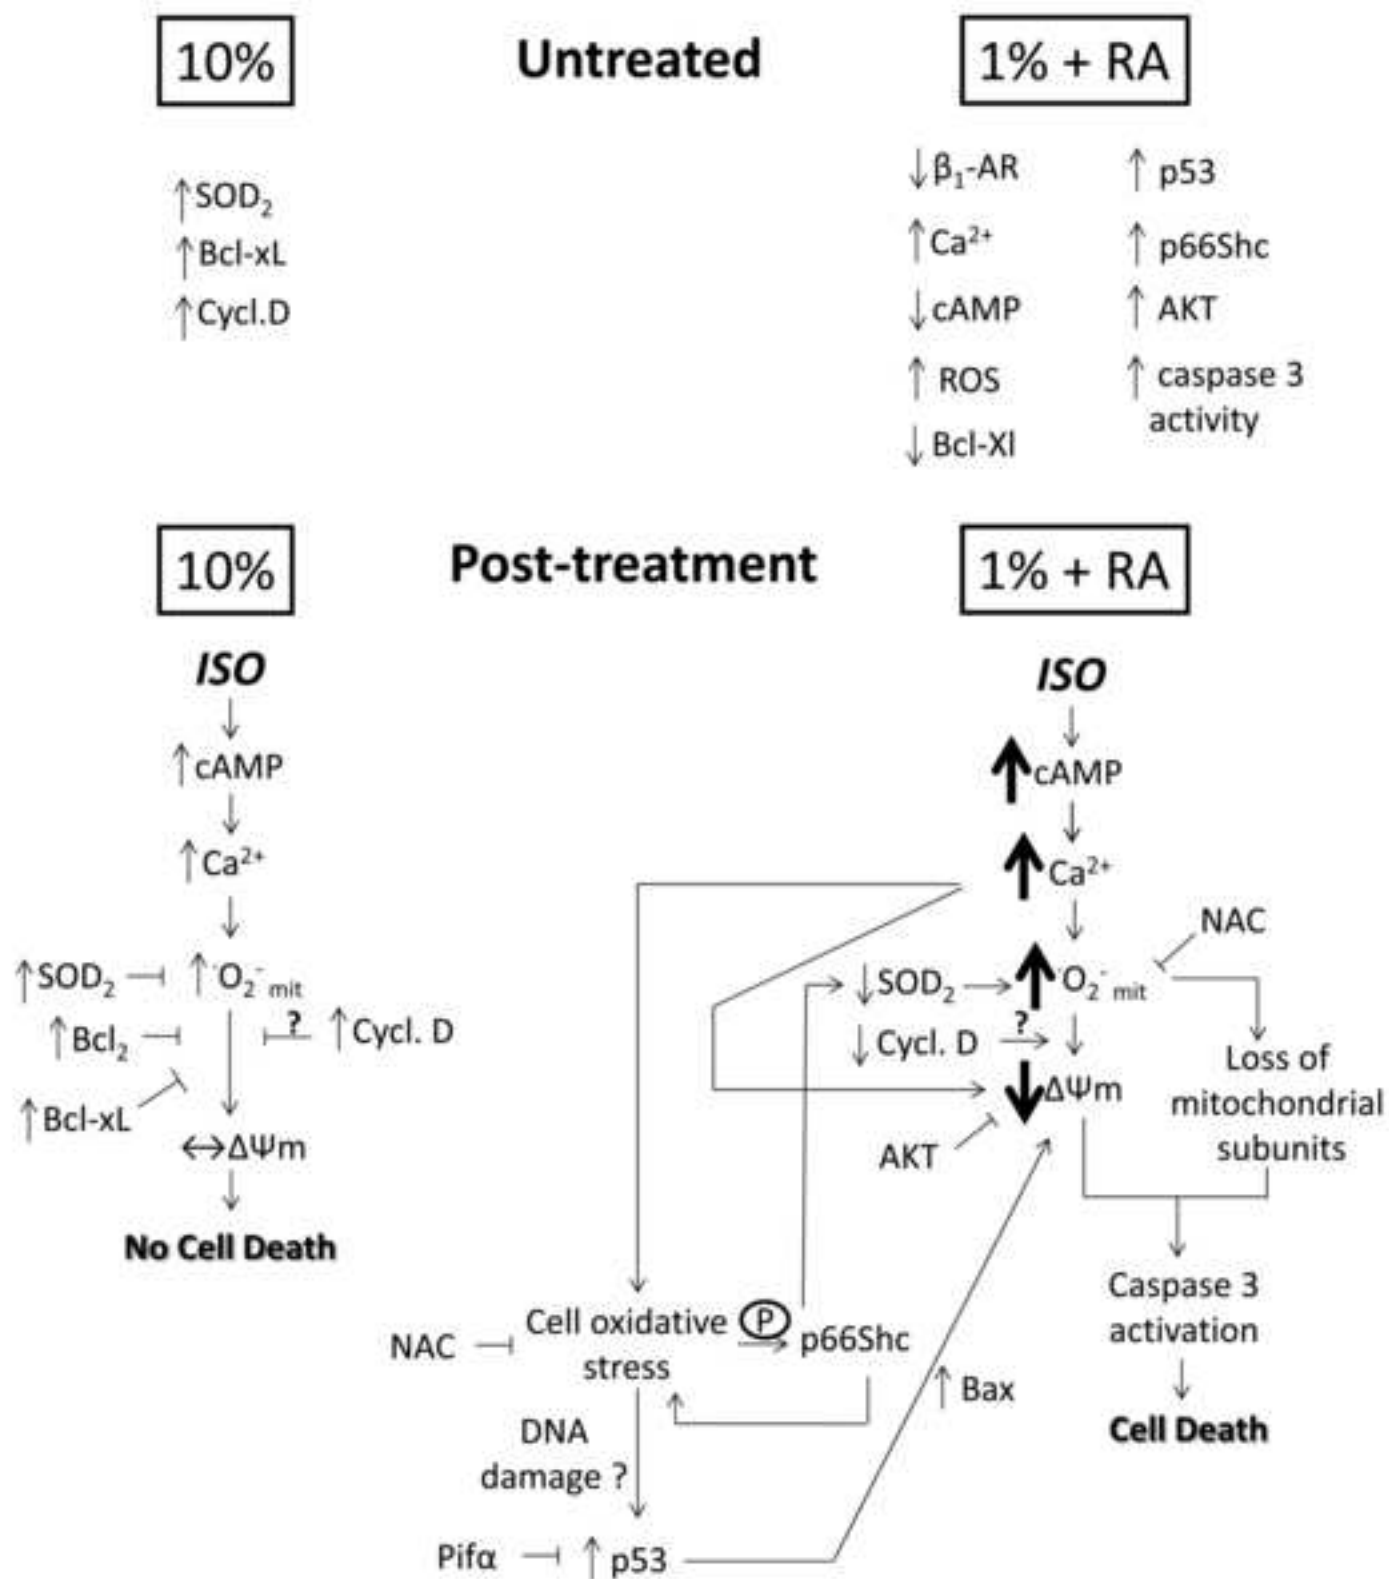 10%
Untreated
1% + RA
↑SOD₂
↑Bcl-xL
↑Cycl.D
↓β₁-AR
↑Ca²⁺
↓cAMP
↑ ROS
↓Bcl-Xl
↑ p53
↑ p66Shc
↑ AKT
↑ caspase 3
activity
10%
Post-treatment
1% + RA
ISO
↑cAMP
↑Ca²⁺
↑SOD₂
↑˙O₂⁻mit
↑Bcl₂
?
↑Cycl. D
↑Bcl-xL
↔ΔΨm
No Cell Death
ISO
↑cAMP
↑Ca²⁺
NAC
↓SOD₂
↑˙O₂⁻mit
↓Cycl. D
?
↓ΔΨm
AKT
Loss of
mitochondrial
subunits
Caspase 3
activation
Cell Death
NAC
Cell oxidative
stress
P
p66Shc
↑ Bax
DNA
damage ?
Pifα
↑ p53